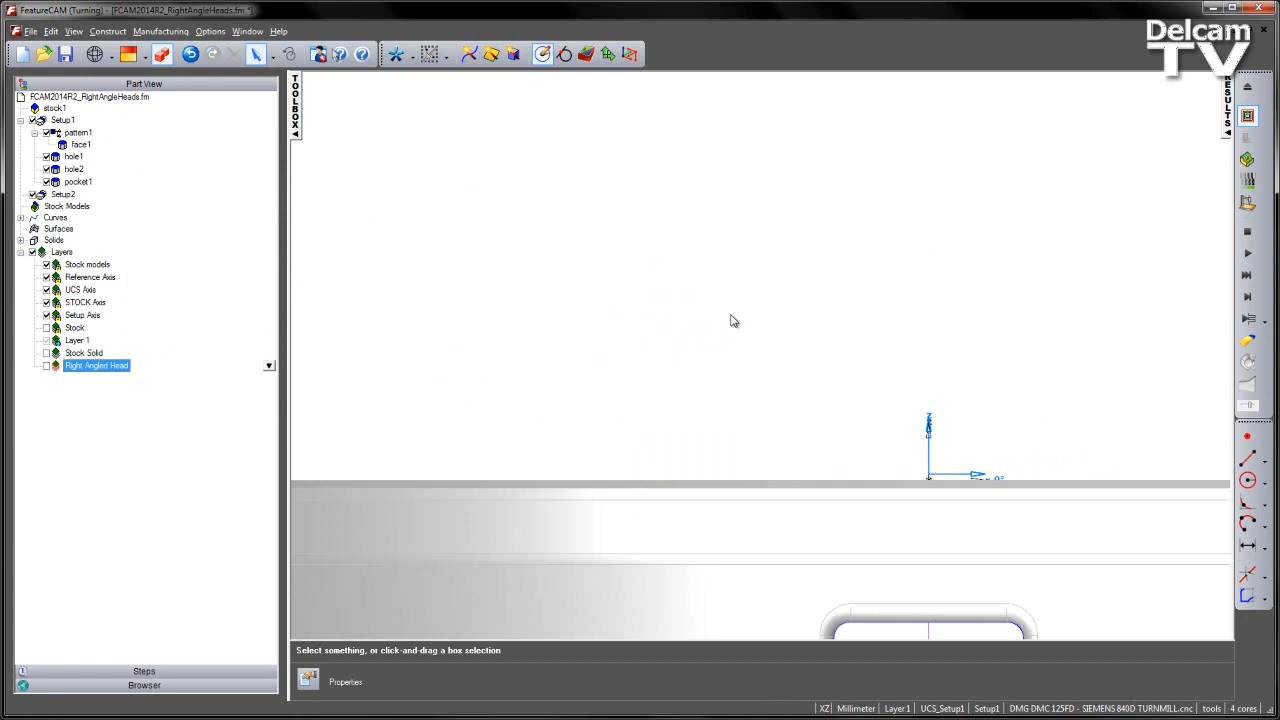 FeatureCAM (Turning) - [FCAM2014R2_RightAngleHeads.fm *]
File Edit View Construct Manufacturing Options Window Help
Delcam
TV
Part View
FCAM2014R2_RightAngleHeads.fm
stock1
Setup1
pattern1
face1
hole1
hole2
pocket1
Setup2
Stock Models
Curves
Surfaces
Solids
Layers
Stock models
Reference Axis
UCS Axis
STOCK Axis
Setup Axis
Stock
Layer 1
Stock Solid
Right Angled Head
TOOLBOX
RESULTS
Z
Steps
Browser
Select something, or click-and-drag a box selection
Properties
XZ Millimeter Layer1 UCS_Setup1 Setup1 DMG DMC 125FD - SIEMENS 840D TURNMILL.cnc tools 4 cores